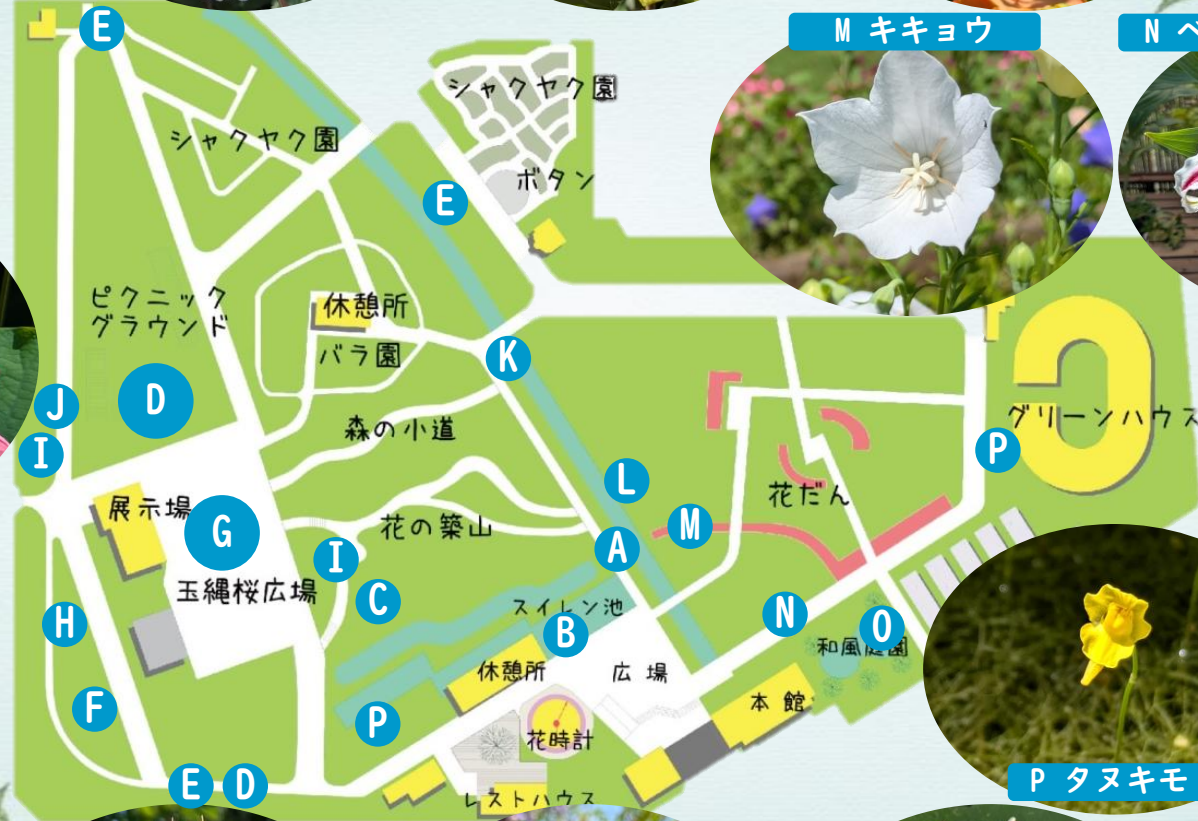 E
M キキョウ
N ペ
シャクヤク園
シャクヤク園
ボタン
E
ピクニック
グラウンド
休憩所
バラ園
K
J
D
I
森の小道
グリーンハウス
P
展示場
G
花の築山
L
M
花だん
A
I
C
玉縄桜広場
スイレン池
B
H
N
O
和風庭園
休憩所
広場
本館
F
P
花時計
E
D
レストハウス
P タヌキモ